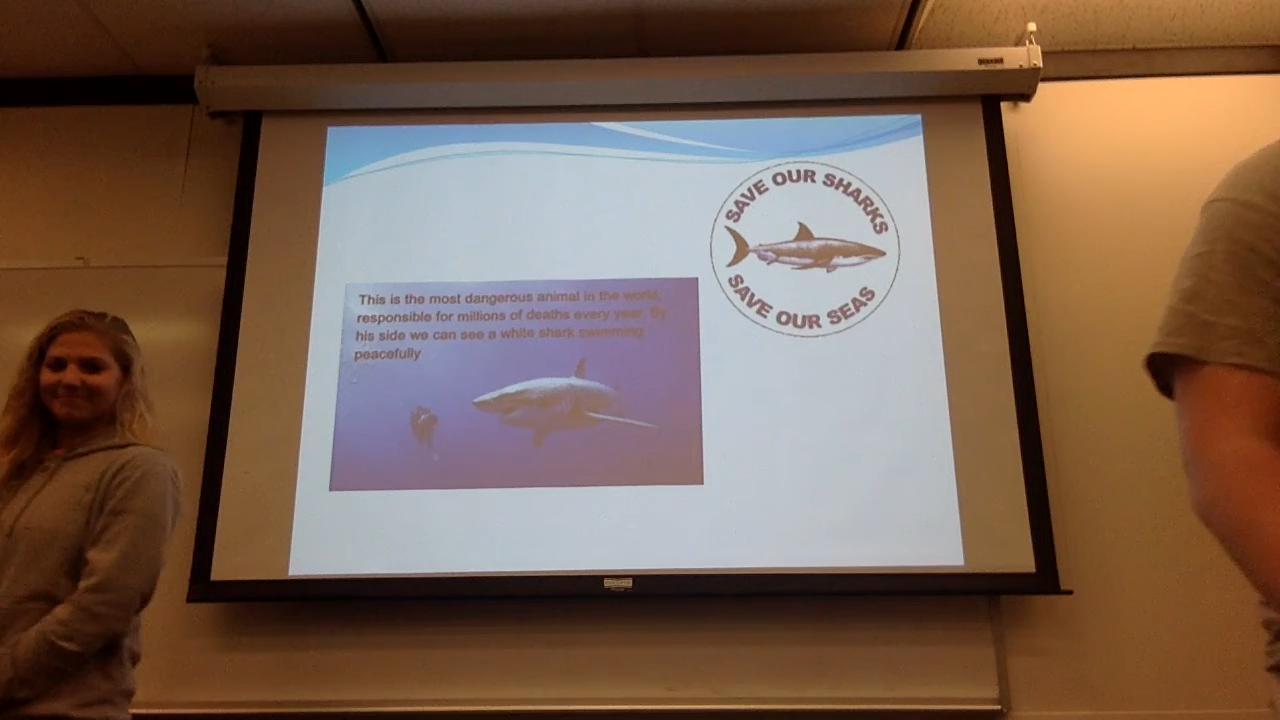 SAVE OUR SHARKS
SAVE OUR SEAS
This is the most dangerous animal in the world,
responsible for millions of deaths every year. By
his side we can see a white shark swimming
peacefully